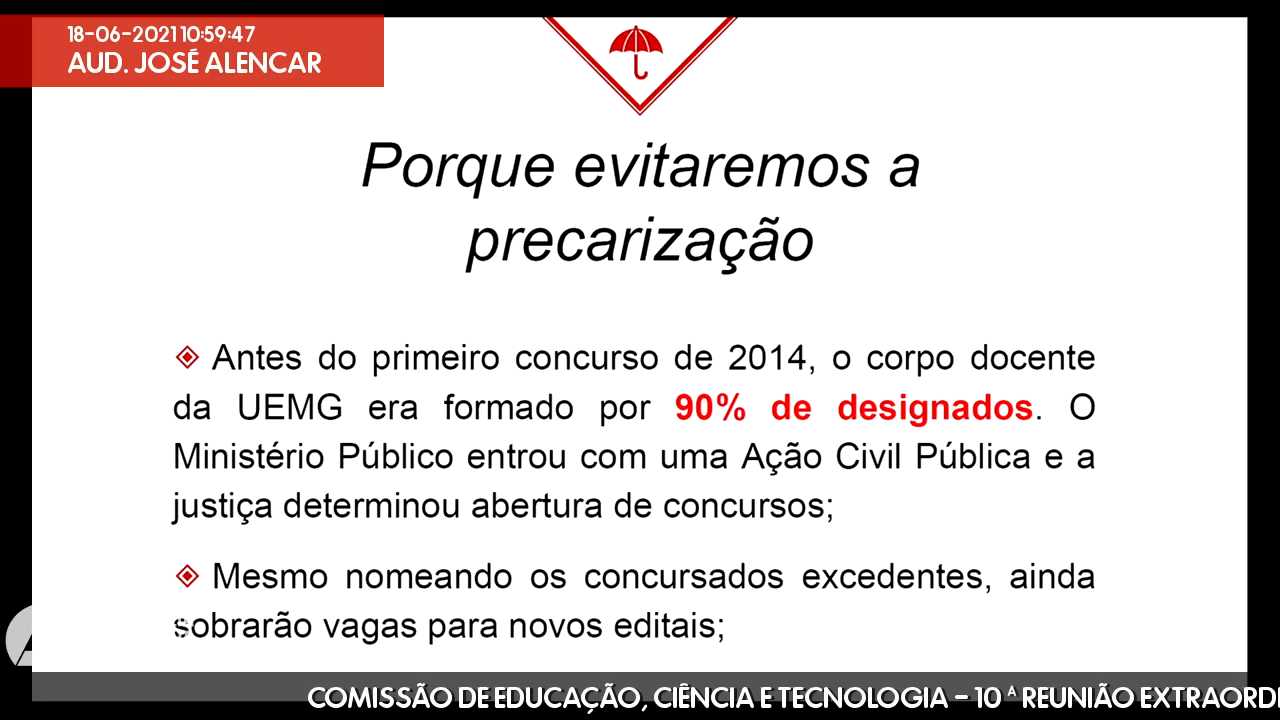 18-06-2021 10:59:47
AUD. JOSÉ ALENCAR
Porque evitaremos a
precarização
Antes do primeiro concurso de 2014, o corpo docente
da UEMG era formado por 90% de designados. O
Ministério Público entrou com uma Ação Civil Pública e a
justiça determinou abertura de concursos;
Mesmo nomeando os concursados excedentes, ainda
sobrarão vagas para novos editais;
COMISSÃO DE EDUCAÇÃO, CIÊNCIA E TECNOLOGIA – 10 ª REUNIÃO EXTRAORDI